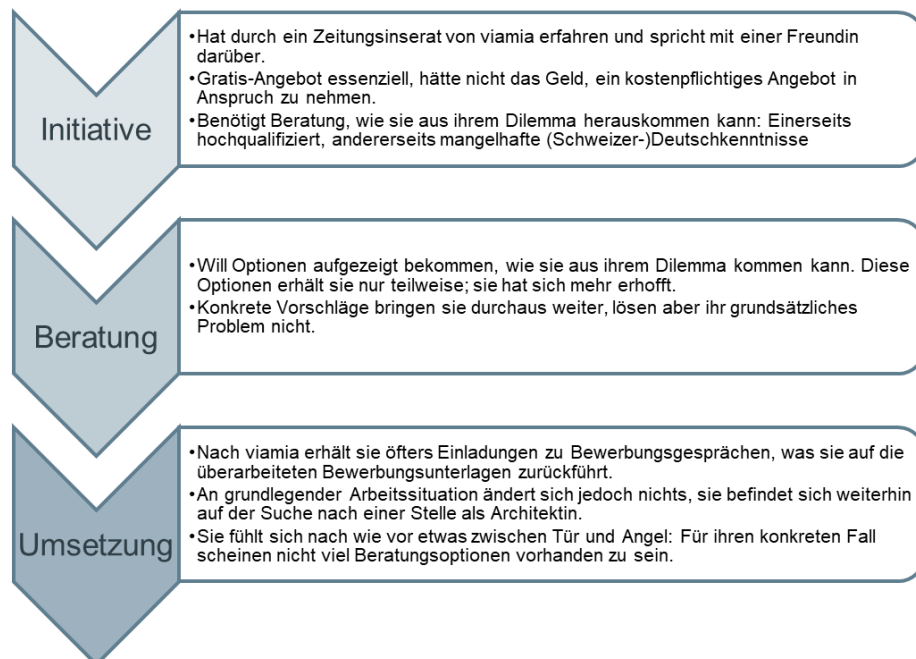 Initiative
•Hat durch ein Zeitungsinserat von viamia erfahren und spricht mit einer Freundin
darüber.
•Gratis-Angebot essenziell, hätte nicht das Geld, ein kostenpflichtiges Angebot in
Anspruch zu nehmen.
•Benötigt Beratung, wie sie aus ihrem Dilemma herauskommen kann: Einerseits
hochqualifiziert, andererseits mangelhafte (Schweizer-)Deutschkenntnisse
Beratung
•Will Optionen aufgezeigt bekommen, wie sie aus ihrem Dilemma kommen kann. Diese
Optionen erhält sie nur teilweise; sie hat sich mehr erhofft.
•Konkrete Vorschläge bringen sie durchaus weiter, lösen aber ihr grundsätzliches
Problem nicht.
Umsetzung
•Nach viamia erhält sie öfters Einladungen zu Bewerbungsgesprächen, was sie auf die
überarbeiteten Bewerbungsunterlagen zurückführt.
•An grundlegender Arbeitssituation ändert sich jedoch nichts, sie befindet sich weiterhin
auf der Suche nach einer Stelle als Architektin.
•Sie fühlt sich nach wie vor etwas zwischen Tür und Angel: Für ihren konkreten Fall
scheinen nicht viel Beratungsoptionen vorhanden zu sein.